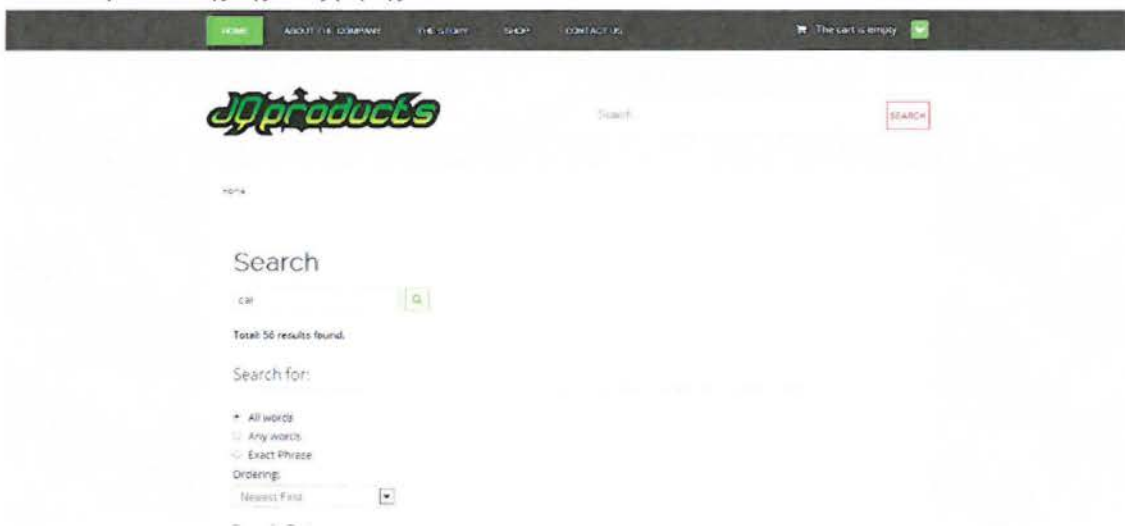 HOME ABOUT THE COMPANY THE STORY SHOP CONTACT US The cart is empty
JQproducts
Search
SEARCH
Home
Search
car
Total: 56 results found.
Search for:
All words
Any words
Exact Phrase
Ordering:
Newest First